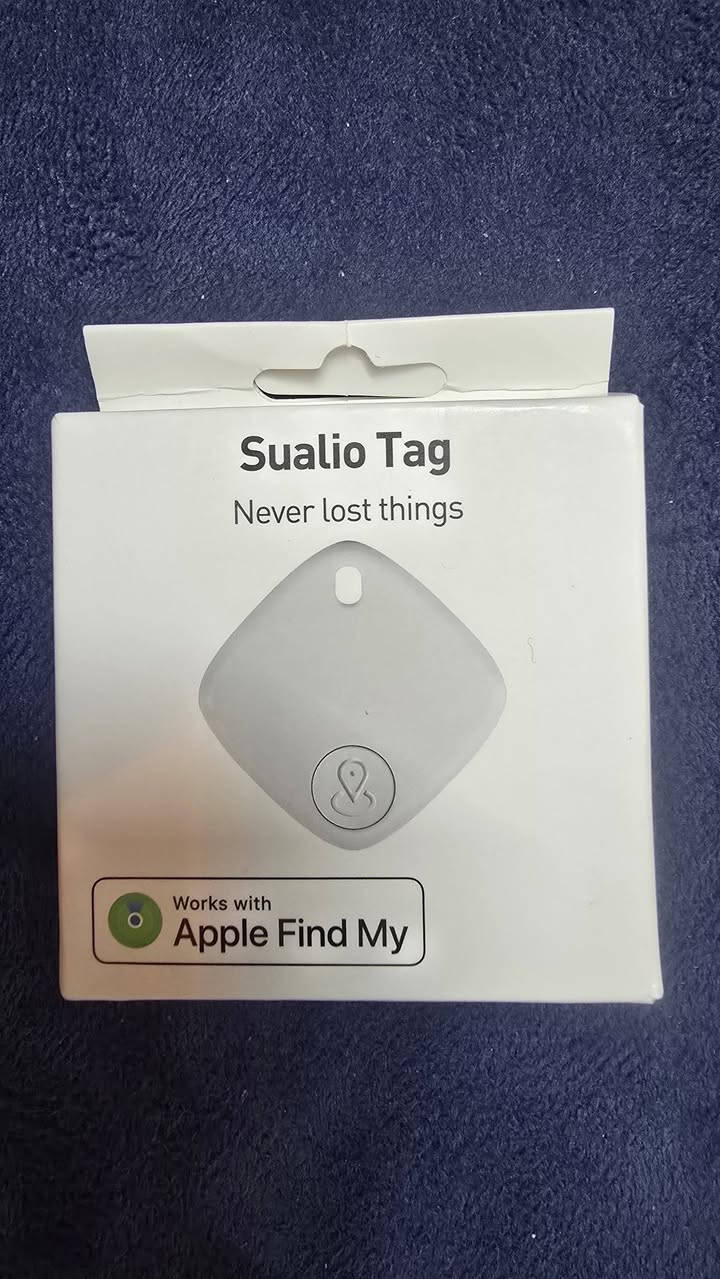 Sualio Tag
Never lost things
Works with
Apple Find My